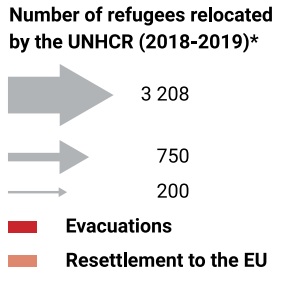 Number of refugees relocated
by the UNHCR (2018-2019)*
3 208
750
200
Evacuations
Resettlement to the EU